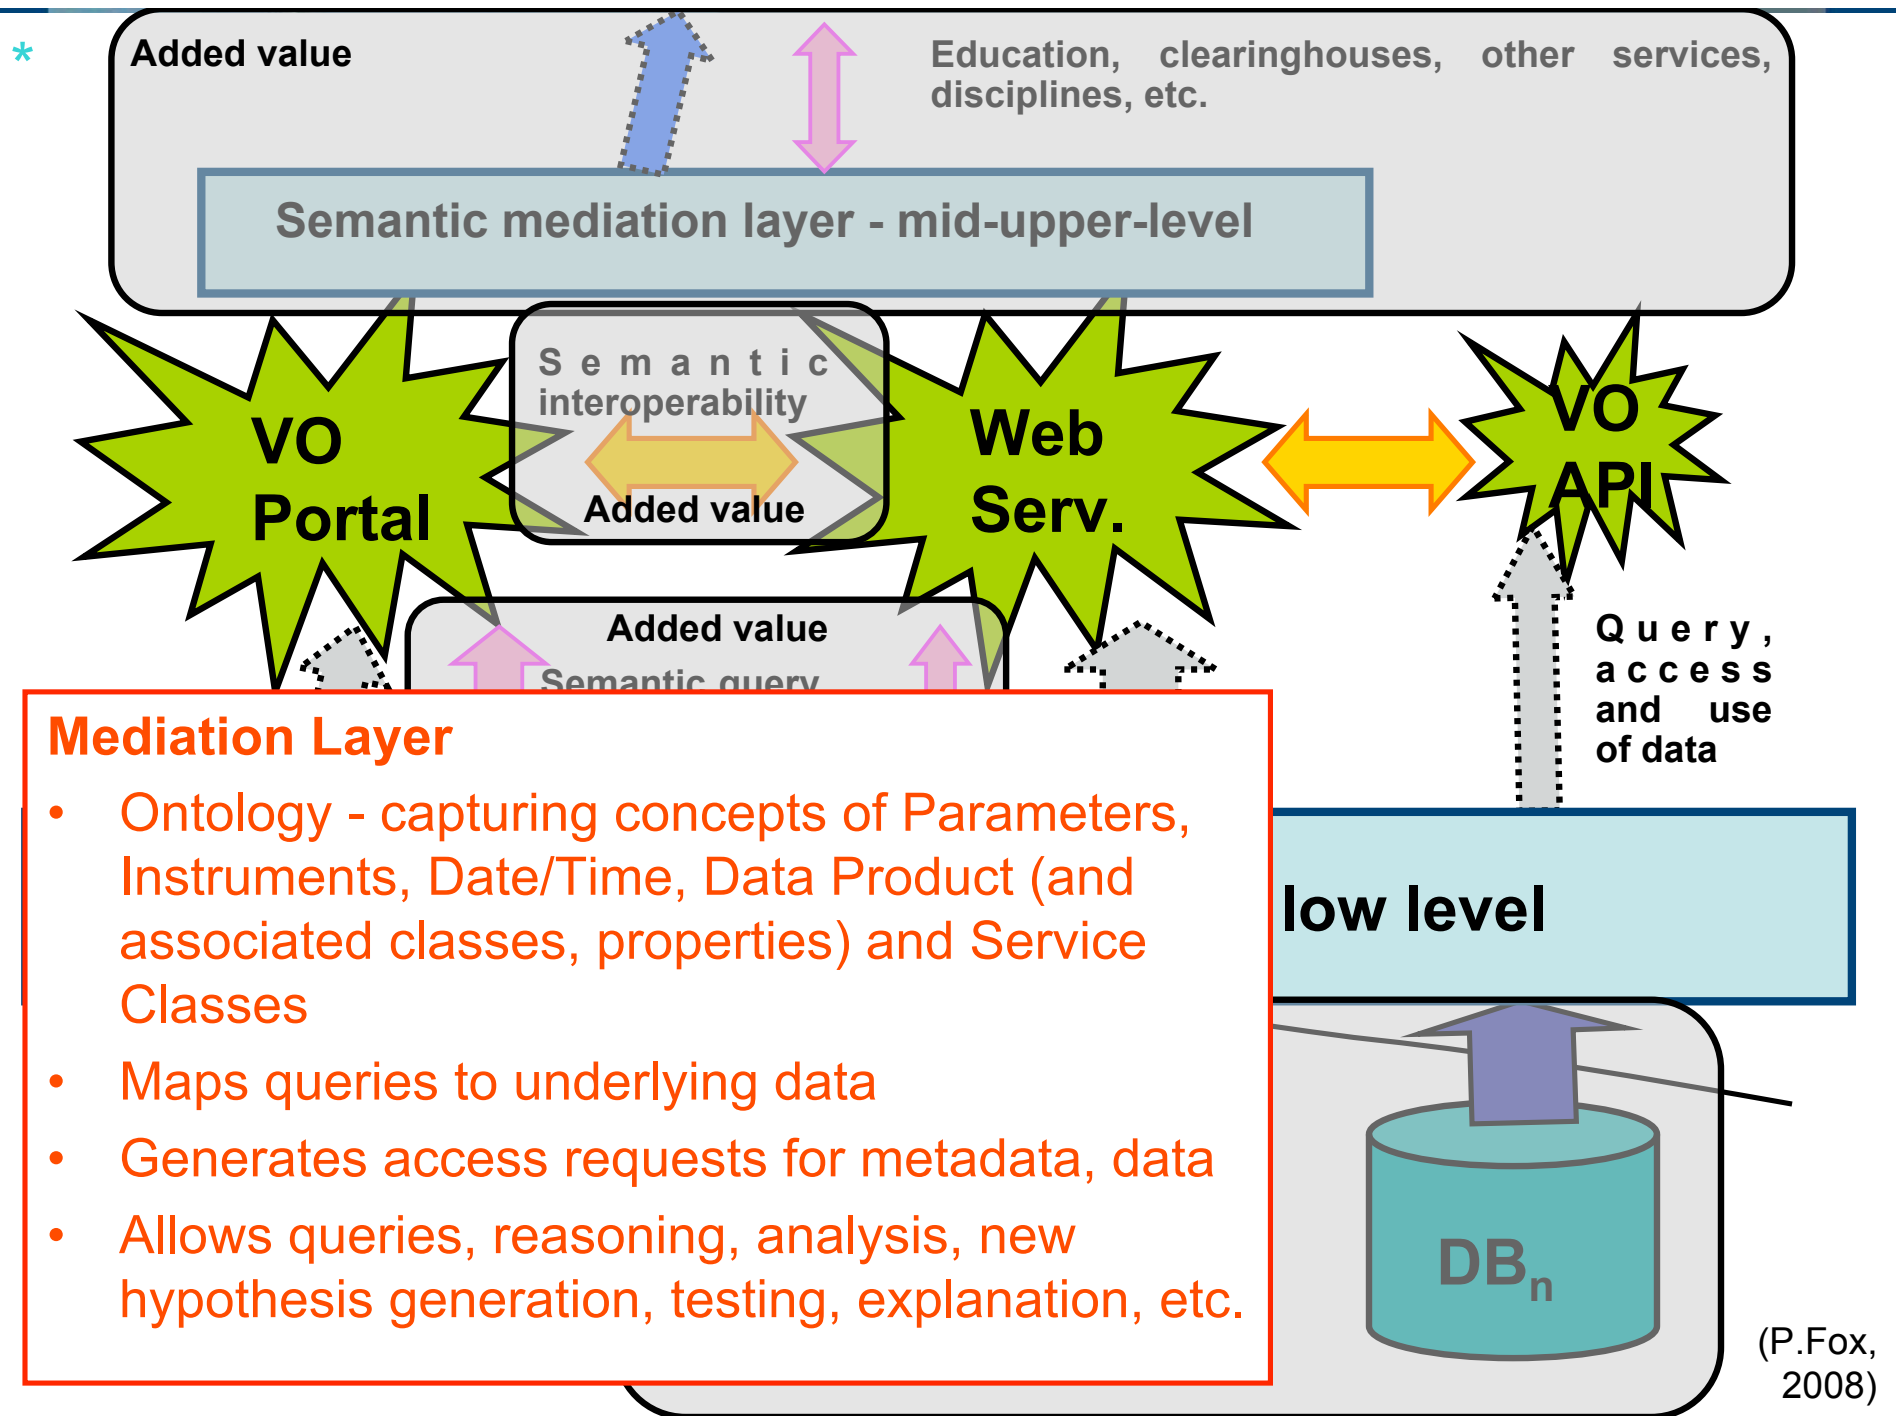 *
Added value
Education, clearinghouses, other services,
disciplines, etc.
Semantic mediation layer - mid-upper-level
Semantic
interoperability
Added value
VO
Portal
Web
Serv.
VO
API
Added value
Semantic query
Query,
access
and use
of data
Mediation Layer
• Ontology - capturing concepts of Parameters,
Instruments, Date/Time, Data Product (and
associated classes, properties) and Service
Classes
• Maps queries to underlying data
• Generates access requests for metadata, data
• Allows queries, reasoning, analysis, new
hypothesis generation, testing, explanation, etc.
low level
DBn
(P.Fox,
2008)